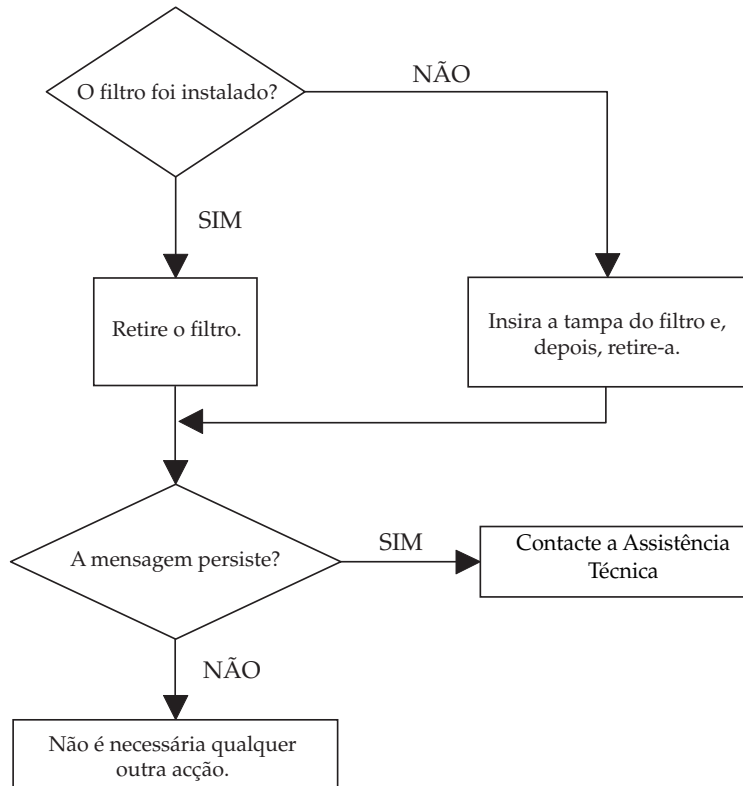 O filtro foi instalado?
NÃO
SIM
Retire o filtro.
Insira a tampa do filtro e,
depois, retire-a.
A mensagem persiste?
SIM
Contacte a Assistência
Técnica
NÃO
Não é necessária qualquer
outra acção.